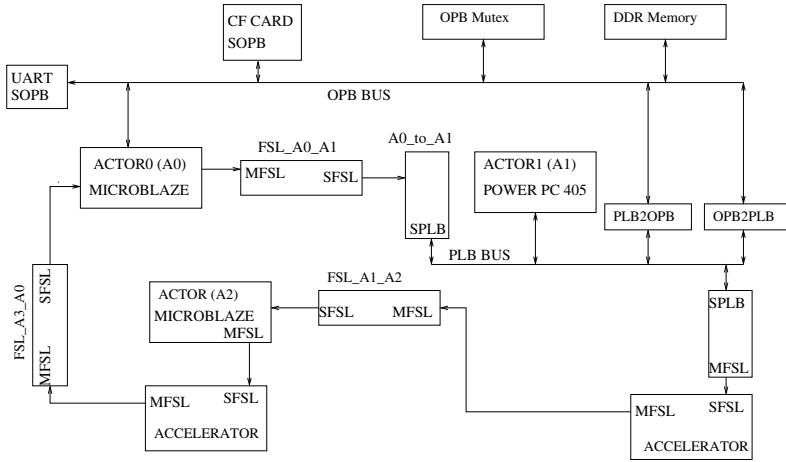 CF CARD
SOPB
OPB Mutex
DDR Memory
UART
SOPB
OPB BUS
FSL_A0_A1
A0_to_A1
ACTOR0 (A0)
MICROBLAZE
MFSL
SFSL
SPLB
ACTOR1 (A1)
POWER PC 405
PLB2OPB
OPB2PLB
PLB BUS
FSL_A3_A0
SFSL
MFSL
ACTOR (A2)
MICROBLAZE
MFSL
FSL_A1_A2
SFSL
MFSL
SPLB
MFSL
MFSL
SFSL
ACCELERATOR
MFSL
SFSL
ACCELERATOR